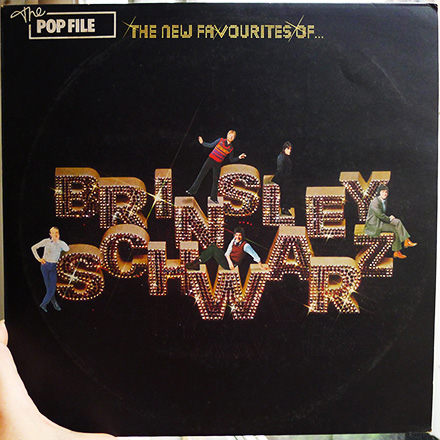 The
POP FILE
THE NEW FAVOURITES OF...
BRINSLEY
SCHWARZ